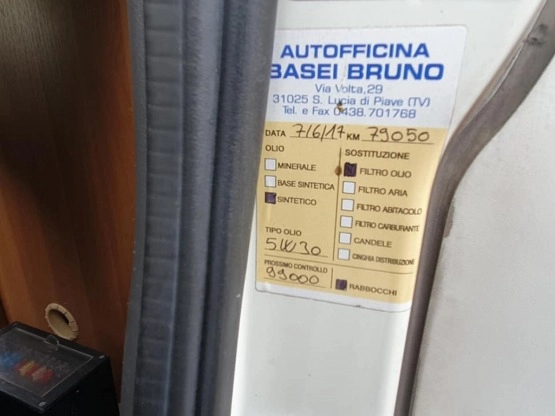 AUTOFFICINA
BASEI BRUNO
Via Volta,29
31025 S. Lucia di Piave (TV)
Tel. e Fax 0438.701768
DATA 7/6/17 KM 79050
OLIO
MINERALE
BASE SINTETICA
SINTETICO
TIPO OLIO
5W30
PROSSIMO CONTROLLO
99000
SOSTITUZIONE
FILTRO OLIO
FILTRO ARIA
FILTRO ABITACOLO
FILTRO CARBURANTE
CANDELE
CINGHIA DISTRIBUZIONE
RABBOCCHI